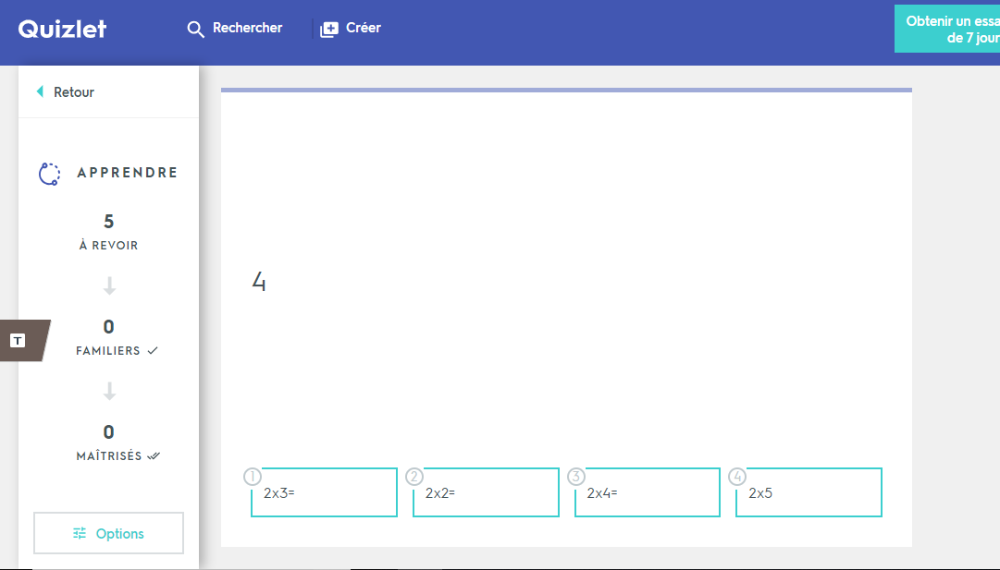 Quizlet
Rechercher
Créer
Obtenir un essa
de 7 jour
Retour
APPRENDRE
5
À REVOIR
0
FAMILIERS
0
MAÎTRISÉS
Options
T
4
1 2x3=
2 2x2=
3 2x4=
4 2x5